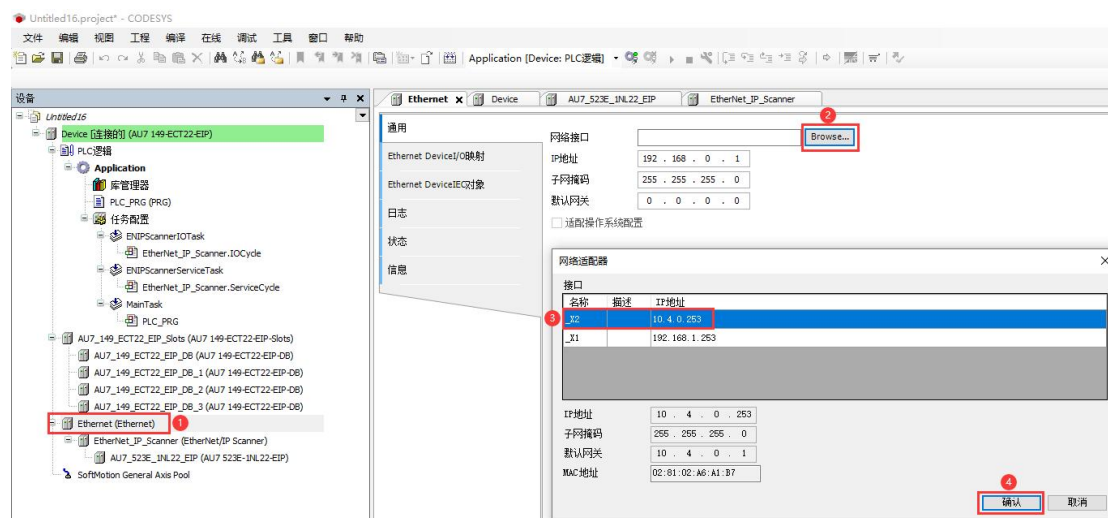 Untitled16.project* - CODESYS
文件 编辑 视图 工程 编译 在线 调试 工具 窗口 帮助
Application [Device: PLC逻辑]
设备
Untitled16
Device [连接的] (AU7 149-ECT22-EIP)
PLC逻辑
Application
库管理器
PLC_PRG (PRG)
任务配置
ENIPScannerIOTask
EtherNet_IP_Scanner.IOCycle
ENIPScannerServiceTask
EtherNet_IP_Scanner.ServiceCycle
MainTask
PLC_PRG
AU7_149_ECT22_EIP_Slots (AU7 149-ECT22-EIP-Slots)
AU7_149_ECT22_EIP_DB (AU7 149-ECT22-EIP-DB)
AU7_149_ECT22_EIP_DB_1 (AU7 149-ECT22-EIP-DB)
AU7_149_ECT22_EIP_DB_2 (AU7 149-ECT22-EIP-DB)
AU7_149_ECT22_EIP_DB_3 (AU7 149-ECT22-EIP-DB)
Ethernet (Ethernet) 1
EtherNet_IP_Scanner (EtherNet/IP Scanner)
AU7_523E_1NL22_EIP (AU7 523E-1NL22-EIP)
SoftMotion General Axis Pool
Ethernet Device AU7_523E_1NL22_EIP EtherNet_IP_Scanner
通用
Ethernet DeviceI/O映射
Ethernet DeviceIEC对象
日志
状态
信息
2
网络接口 Browse...
IP地址 192 . 168 . 0 . 1
子网掩码 255 . 255 . 255 . 0
默认网关 0 . 0 . 0 . 0
适配操作系统配置
网络适配器
接口
名称 描述 IP地址
3 _X2 10.4.0.253
_X1 192.168.1.253
IP地址 10 . 4 . 0 . 253
子网掩码 255 . 255 . 255 . 0
默认网关 10 . 4 . 0 . 1
MAC地址 02:81:02:A6:A1:B7
4
确认 取消